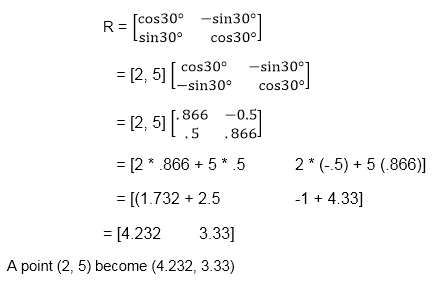 R = [cos30° −sin30°
sin30° cos30°]
= [2, 5] [cos30° −sin30°
−sin30° cos30°]
= [2, 5] [.866 −0.5
.5 .866]
= [2 * .866 + 5 * .5 2 * (-.5) + 5 (.866)]
= [(1.732 + 2.5 -1 + 4.33]
= [4.232 3.33]
A point (2, 5) become (4.232, 3.33)